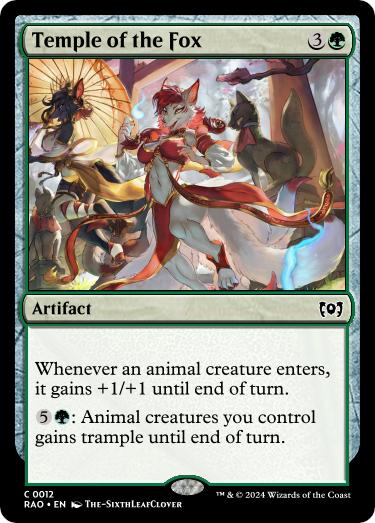 Temple of the Fox 3
Artifact
Whenever an animal creature enters,
it gains +1/+1 until end of turn.
5: Animal creatures you control
gains trample until end of turn.
C 0012
RAO • EN The-SixthLeafClover
™ & © 2024 Wizards of the Coast